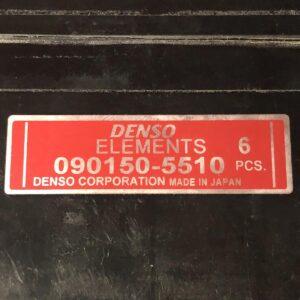 DENSO
ELEMENTS 6
090150-5510 PCS.
DENSO CORPORATION MADE IN JAPAN